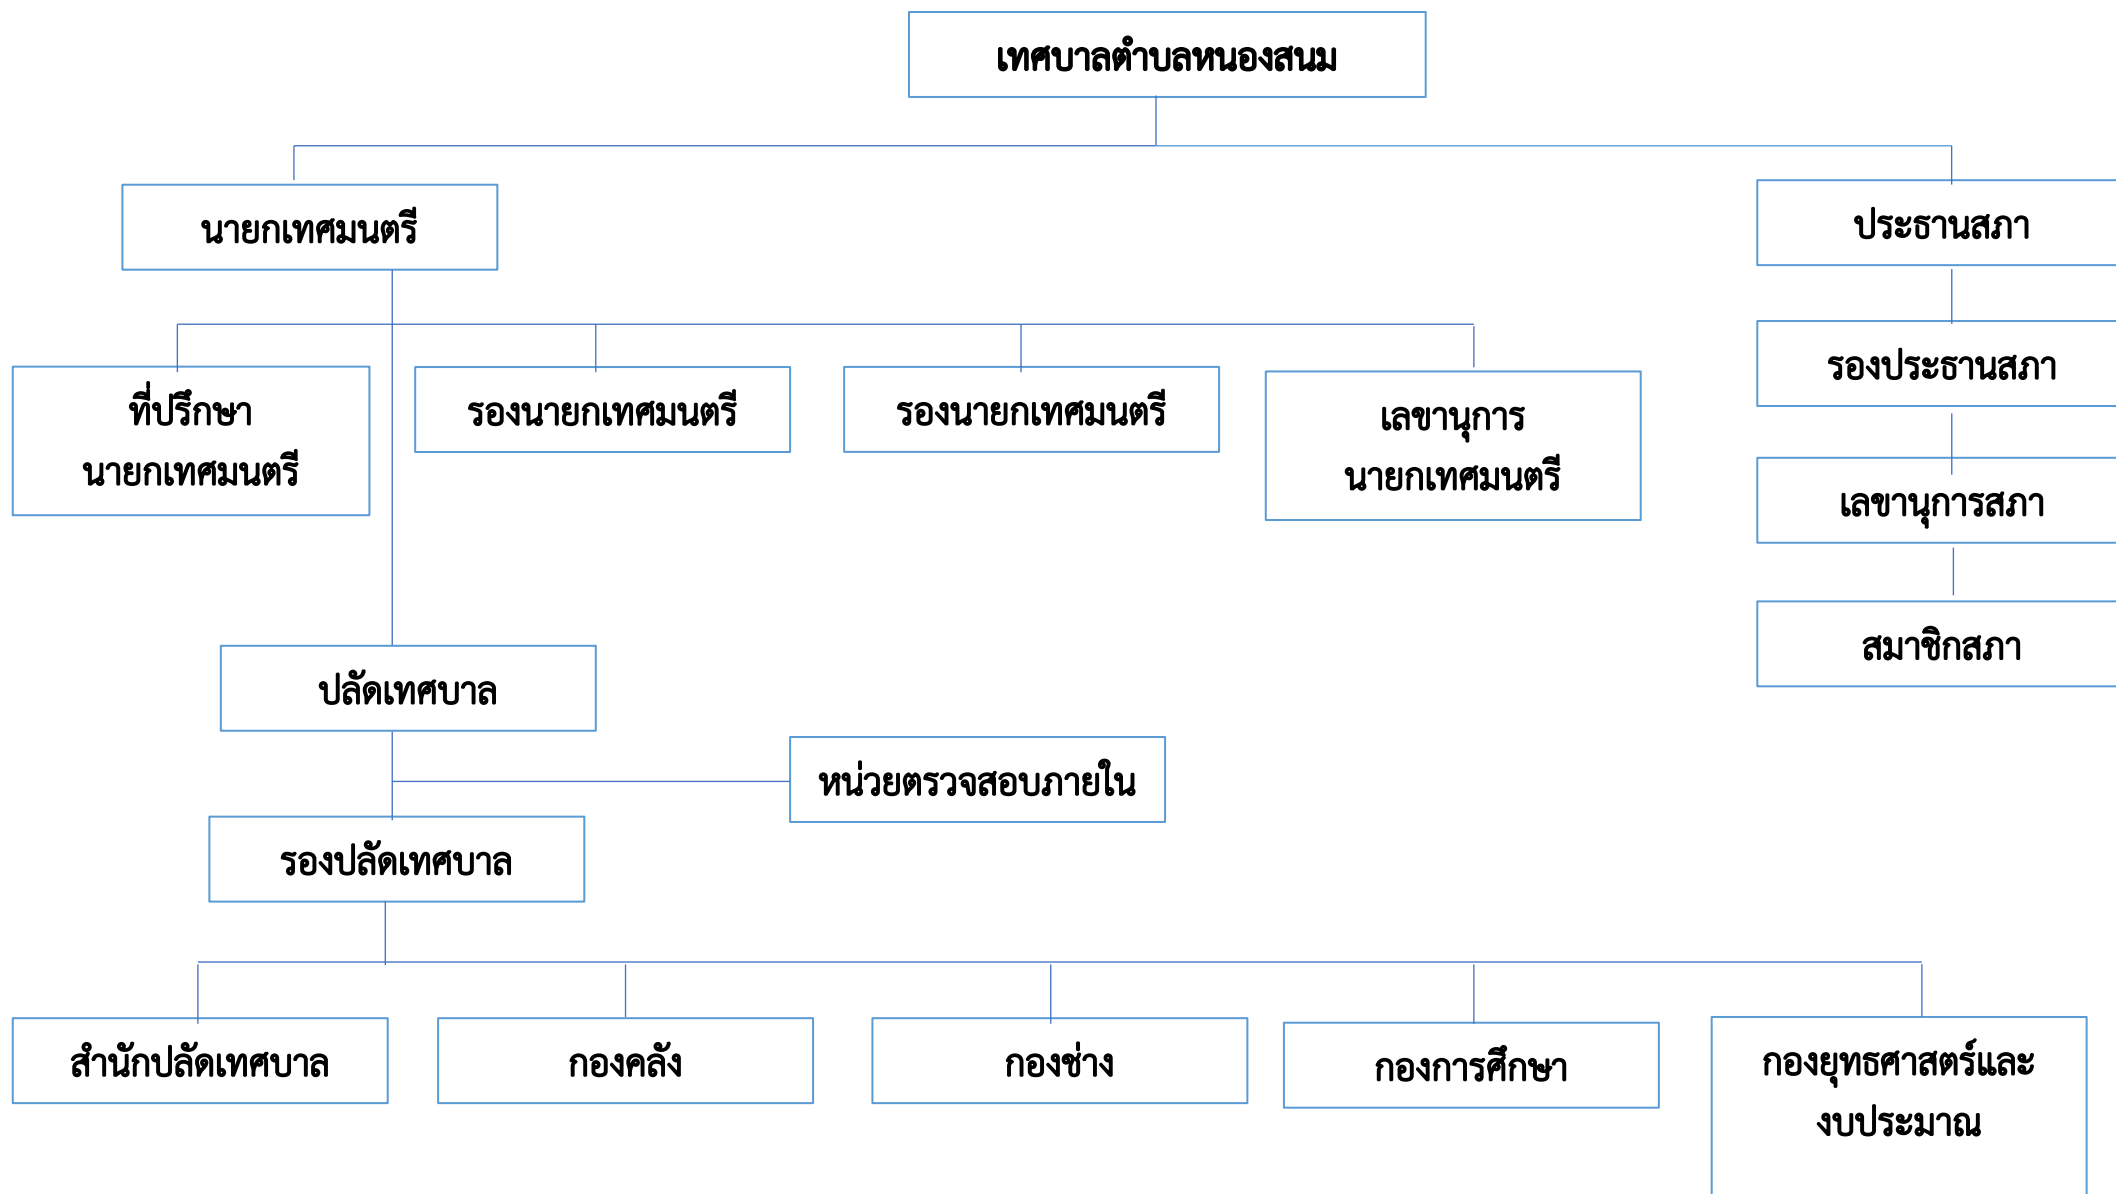 เทศบาลตำบลหนองสนม
นายกเทศมนตรี
ประธานสภา
รองประธานสภา
ที่ปรึกษา
นายกเทศมนตรี
รองนายกเทศมนตรี
รองนายกเทศมนตรี
เลขานุการ
นายกเทศมนตรี
เลขานุการสภา
สมาชิกสภา
ปลัดเทศบาล
หน่วยตรวจสอบภายใน
รองปลัดเทศบาล
สำนักปลัดเทศบาล
กองคลัง
กองช่าง
กองการศึกษา
กองยุทธศาสตร์และ
งบประมาณ